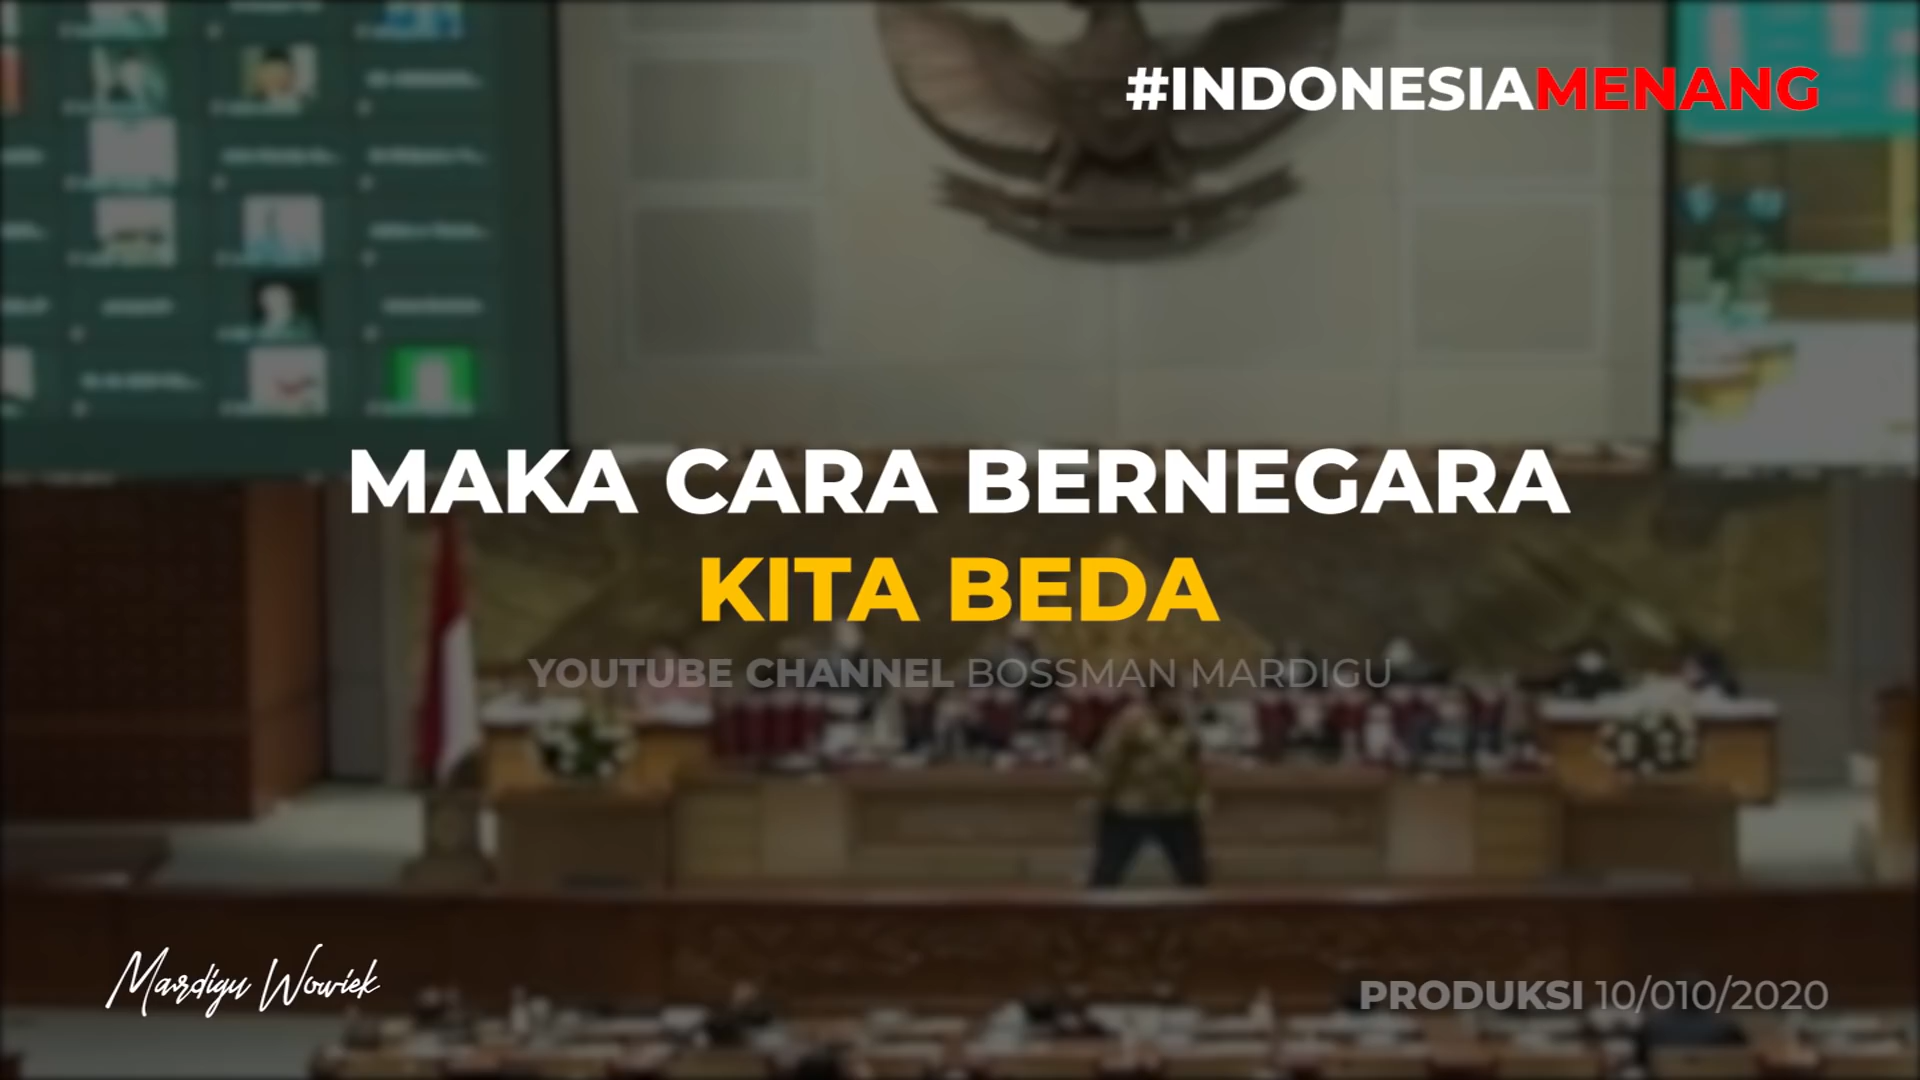 #INDONESIAMENANG
MAKA CARA BERNEGARA
KITA BEDA
YOUTUBE CHANNEL BOSSMAN MARDIGU
Mardigu Wowiek
PRODUKSI 10/010/2020